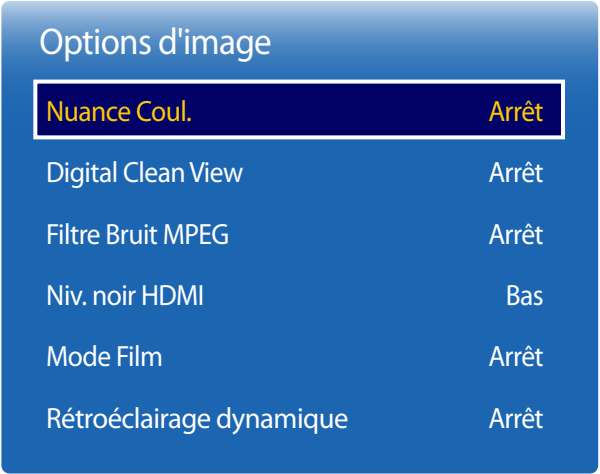 Options d'image
Nuance Coul. Arrêt
Digital Clean View Arrêt
Filtre Bruit MPEG Arrêt
Niv. noir HDMI Bas
Mode Film Arrêt
Rétroéclairage dynamique Arrêt